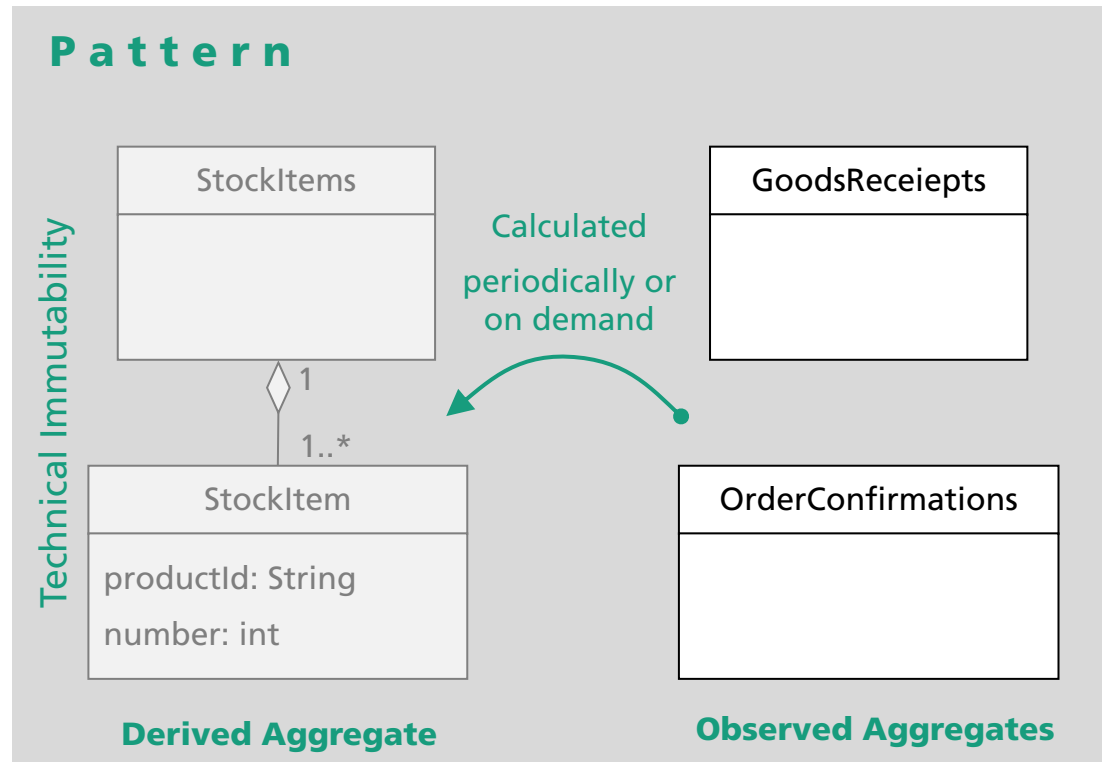 Pattern
StockItems
GoodsReceiepts
Technical Immutability
Calculated
periodically or
on demand
1
1..*
StockItem
productId: String
number: int
OrderConfirmations
Derived Aggregate
Observed Aggregates